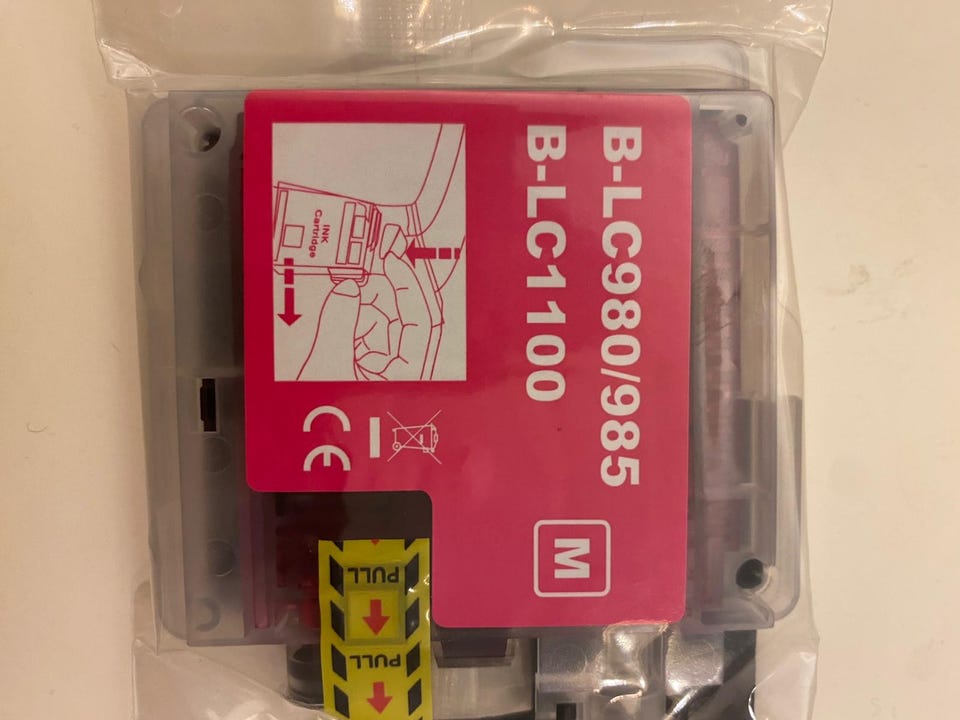 B-LC980/985
B-LC1100
M
INK
Cartridge
CE
PULL
PULL